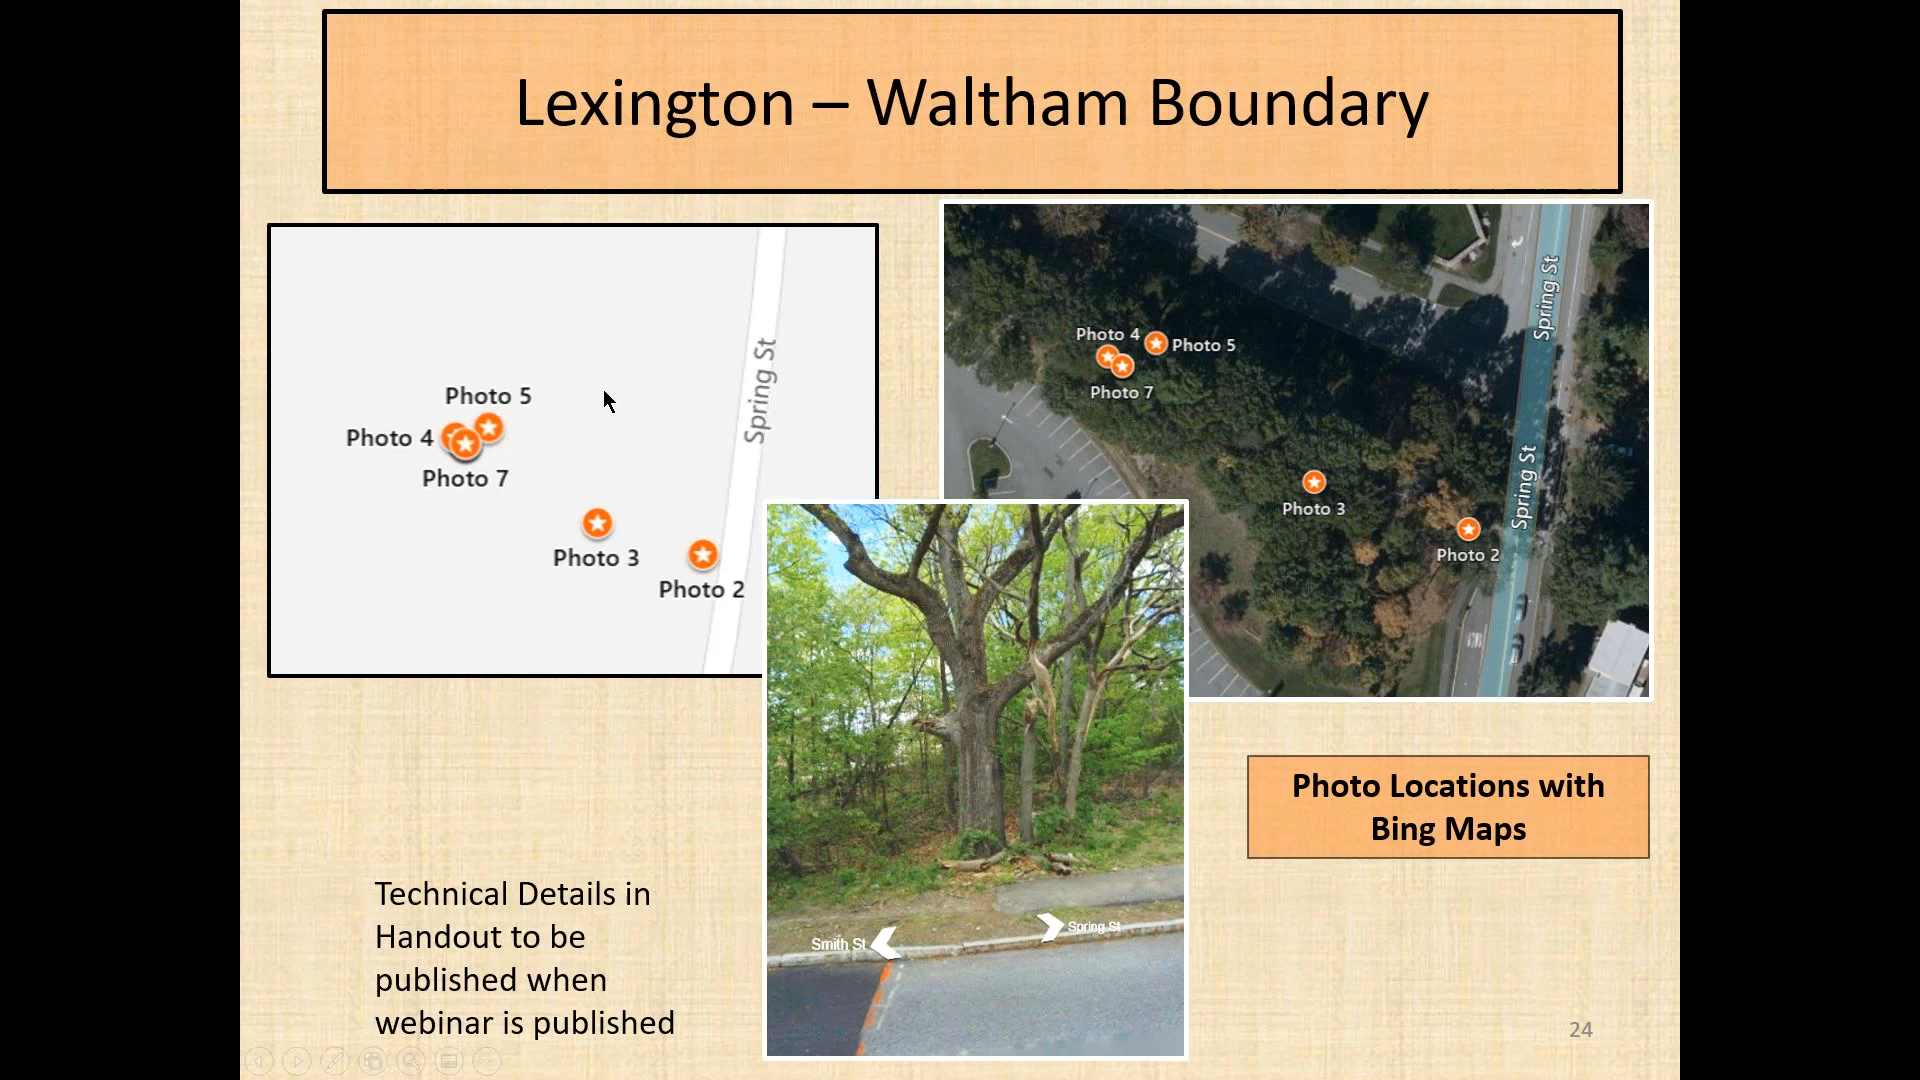 Lexington – Waltham Boundary
Spring St
Photo 5
Photo 4
Photo 7
Photo 3
Photo 2
Spring St
Photo 4
Photo 5
Photo 7
Spring St
Photo 3
Photo 2
Smith St
Spring St
Photo Locations with
Bing Maps
Technical Details in
Handout to be
published when
webinar is published
24